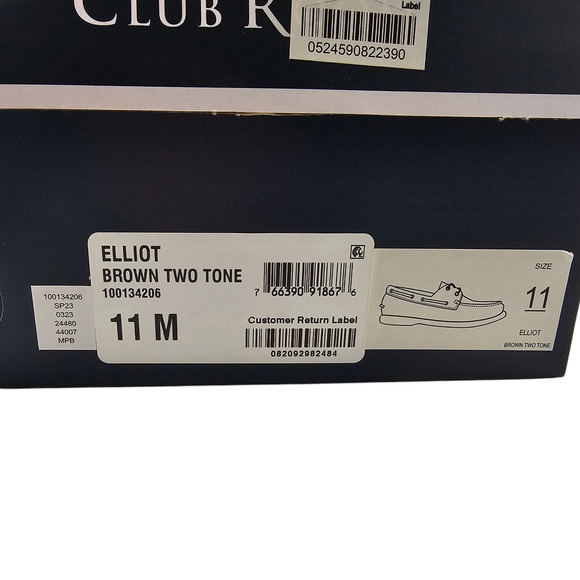 CLUB R
Label
0524590822390
ELLIOT
BROWN TWO TONE
100134206
11 M
7 66390 91867 6
Customer Return Label
082092982484
100134206
SP23
0323
24480
44007
MPB
SIZE
11
ELLIOT
BROWN TWO TONE